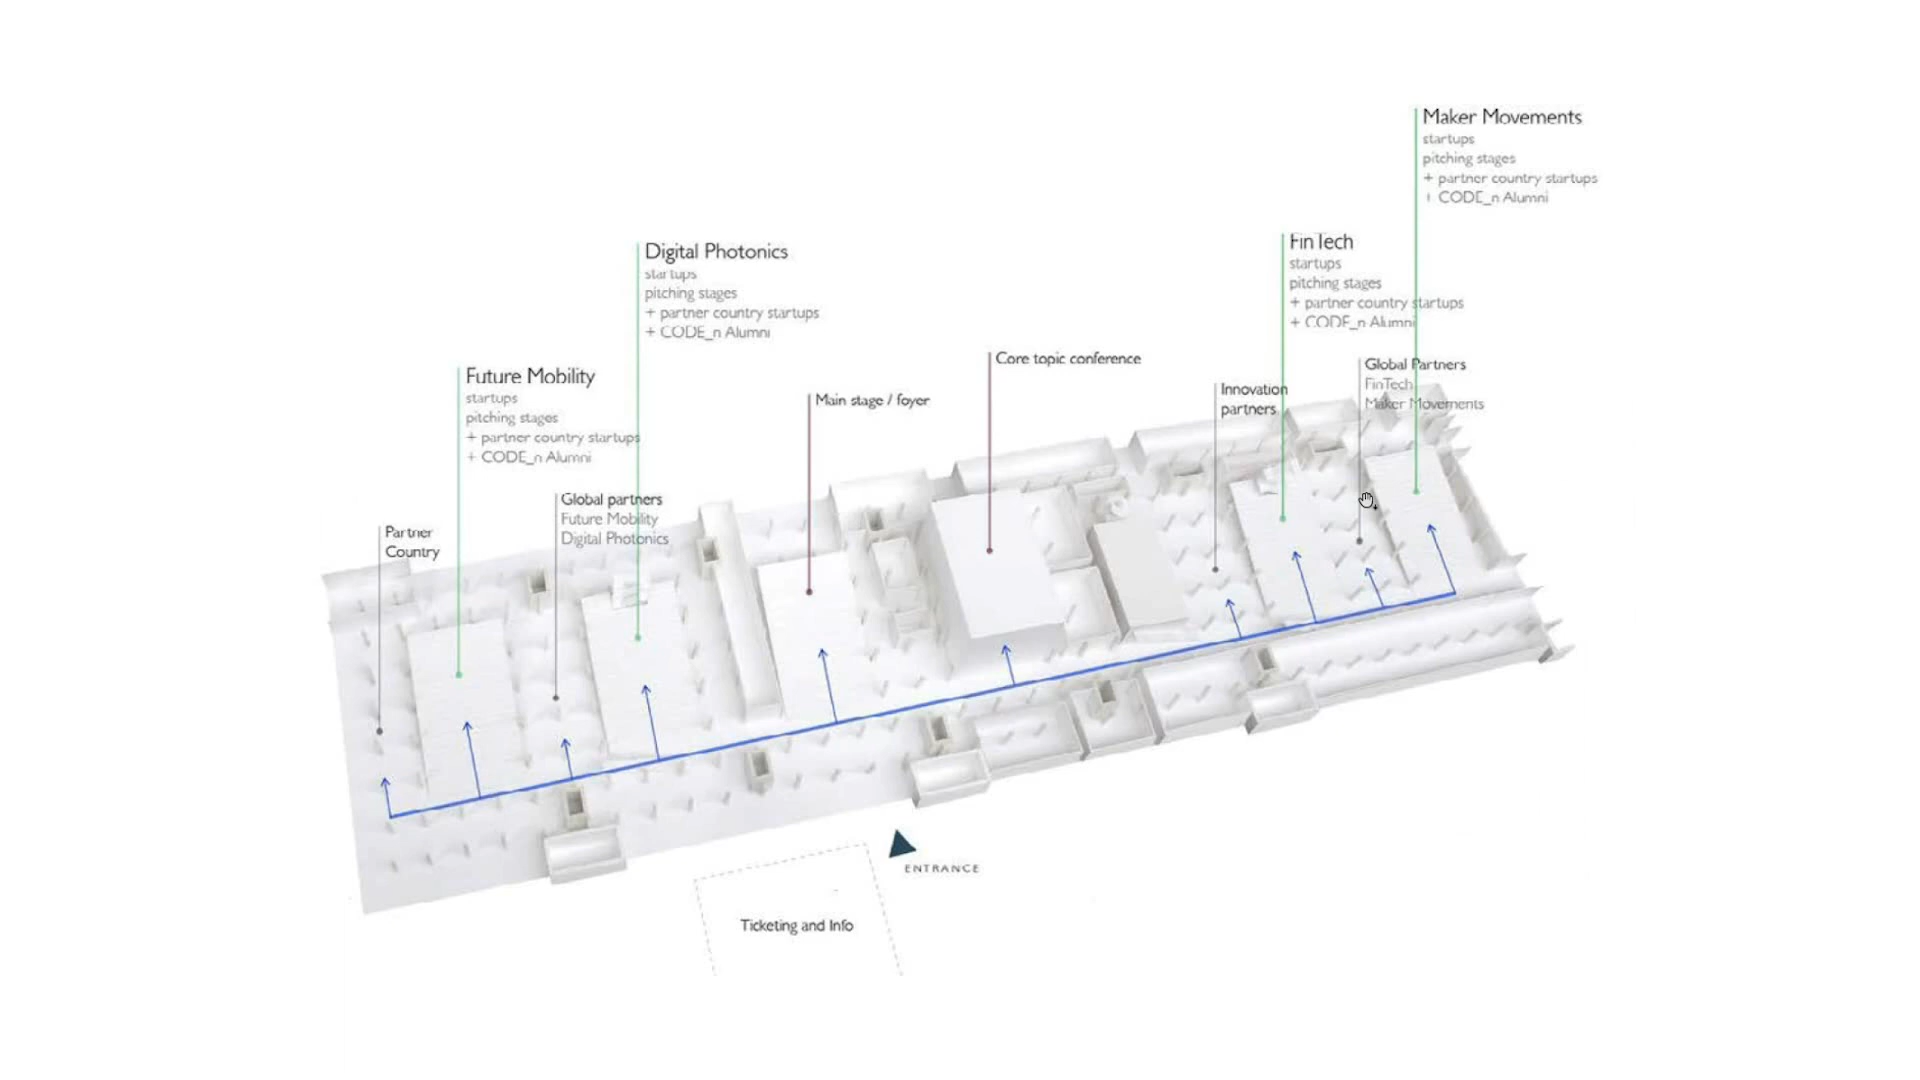 Maker Movements
startups
pitching stages
+ partner country startups
+ CODE_n Alumni
FinTech
startups
pitching stages
+ partner country startups
+ CODE_n Alumni
Digital Photonics
startups
pitching stages
+ partner country startups
+ CODE_n Alumni
Core topic conference
Global Partners
FinTech
Maker Movements
Future Mobility
startups
pitching stages
+ partner country startups
+ CODE_n Alumni
Innovation
partners
Main stage / foyer
Global partners
Future Mobility
Digital Photonics
Partner
Country
ENTRANCE
Ticketing and Info